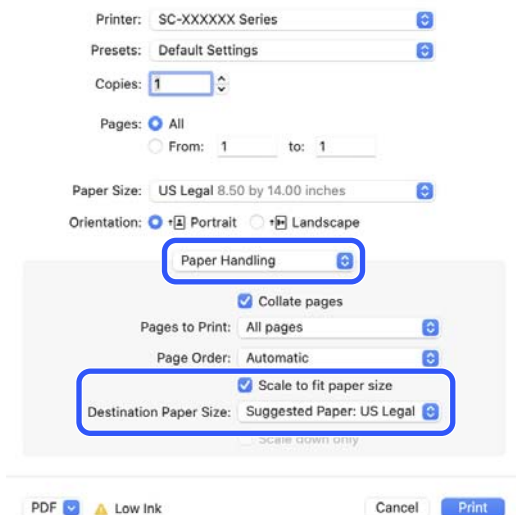 Printer: SC-XXXXXX Series
Presets: Default Settings
Copies: 1
Pages: All
From: 1 to: 1
Paper Size: US Legal 8.50 by 14.00 inches
Orientation: Portrait Landscape
Paper Handling
Collate pages
Pages to Print: All pages
Page Order: Automatic
Scale to fit paper size
Destination Paper Size: Suggested Paper: US Legal
Scale down only
PDF Low Ink Cancel Print